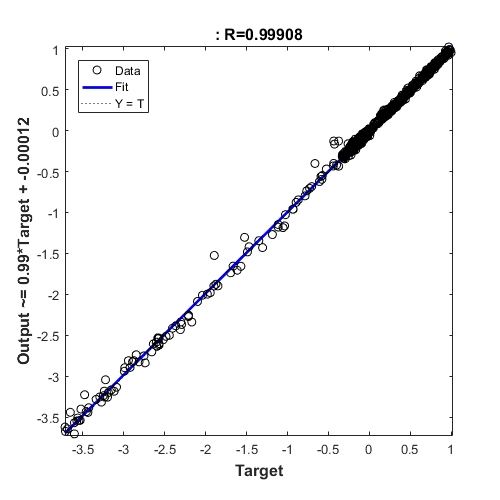 : R=0.99908
Data
Fit
Y = T
Output ~= 0.99*Target + -0.00012
1
0.5
0
-0.5
-1
-1.5
-2
-2.5
-3
-3.5
-3.5 -3 -2.5 -2 -1.5 -1 -0.5 0 0.5 1
Target